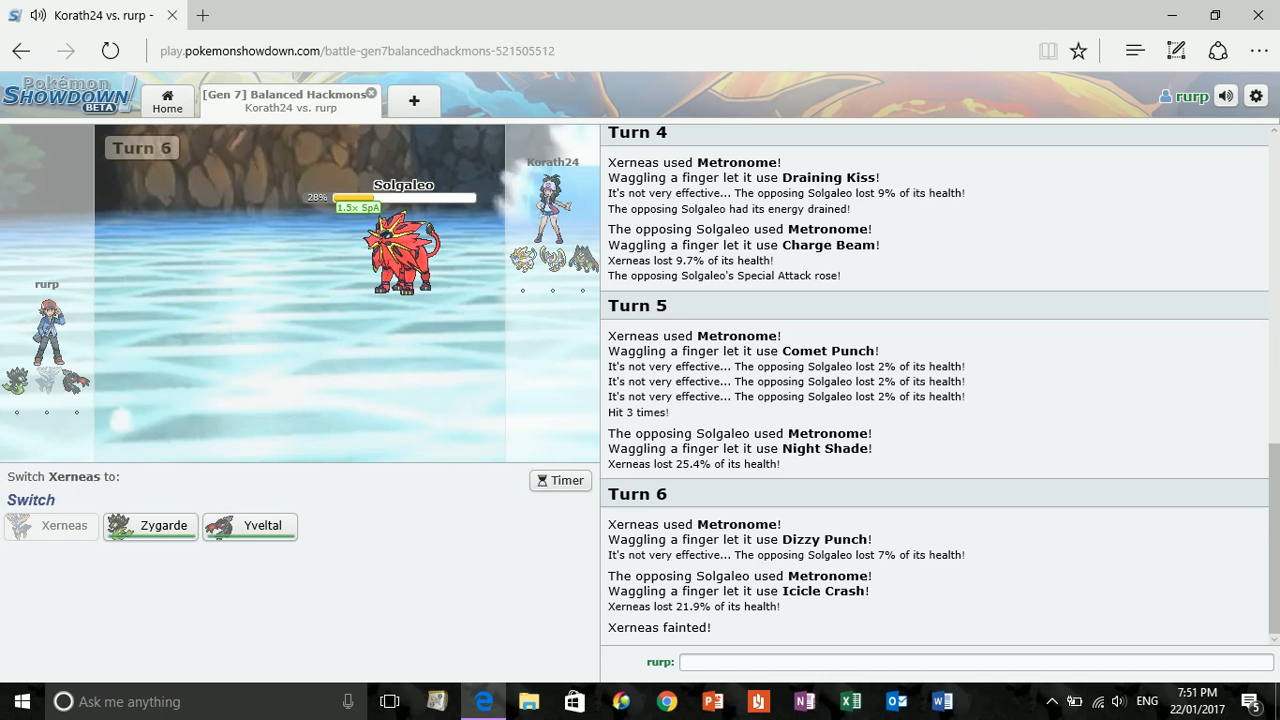 Korath24 vs. rurp -
play.pokemonshowdown.com/battle-gen7balancedhackmons-521505512
Pokémon
SHOWDOWN
BETA
Home
[Gen 7] Balanced Hackmons
Korath24 vs. rurp
+
rurp
Turn 6
Korath24
Solgaleo
28%
1.5× SpA
rurp
Switch Xerneas to:
Timer
Switch
Xerneas
Zygarde
Yveltal
Turn 4
Xerneas used Metronome!
Waggling a finger let it use Draining Kiss!
It's not very effective... The opposing Solgaleo lost 9% of its health!
The opposing Solgaleo had its energy drained!
The opposing Solgaleo used Metronome!
Waggling a finger let it use Charge Beam!
Xerneas lost 9.7% of its health!
The opposing Solgaleo's Special Attack rose!
Turn 5
Xerneas used Metronome!
Waggling a finger let it use Comet Punch!
It's not very effective... The opposing Solgaleo lost 2% of its health!
It's not very effective... The opposing Solgaleo lost 2% of its health!
It's not very effective... The opposing Solgaleo lost 2% of its health!
Hit 3 times!
The opposing Solgaleo used Metronome!
Waggling a finger let it use Night Shade!
Xerneas lost 25.4% of its health!
Turn 6
Xerneas used Metronome!
Waggling a finger let it use Dizzy Punch!
It's not very effective... The opposing Solgaleo lost 7% of its health!
The opposing Solgaleo used Metronome!
Waggling a finger let it use Icicle Crash!
Xerneas lost 21.9% of its health!
Xerneas fainted!
rurp:
Ask me anything
ENG
7:51 PM
22/01/2017
5